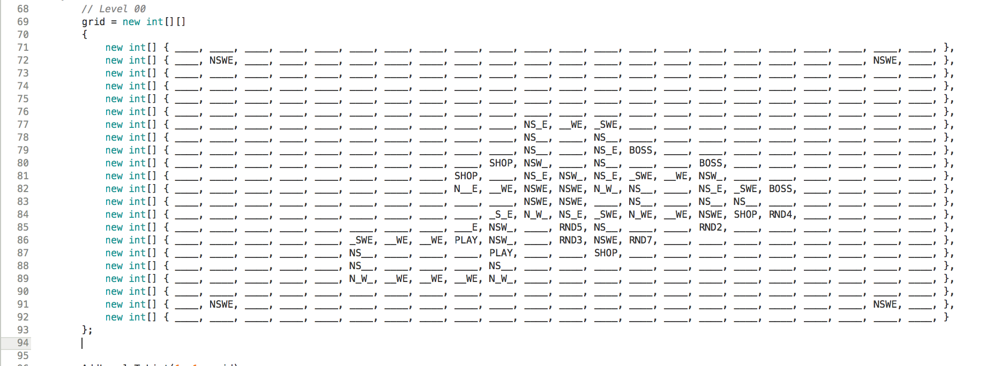 68 // Level 00
69 grid = new int[][]
70 {
71 new int[] { ____, ____, ____, ____, ____, ____, ____, ____, ____, ____, ____, ____, ____, ____, ____, ____, ____, ____, ____, ____, ____, ____, },
72 new int[] { ____, NSWE, ____, ____, ____, ____, ____, ____, ____, ____, ____, ____, ____, ____, ____, ____, ____, ____, ____, ____, NSWE, ____, },
73 new int[] { ____, ____, ____, ____, ____, ____, ____, ____, ____, ____, ____, ____, ____, ____, ____, ____, ____, ____, ____, ____, ____, ____, },
74 new int[] { ____, ____, ____, ____, ____, ____, ____, ____, ____, ____, ____, ____, ____, ____, ____, ____, ____, ____, ____, ____, ____, ____, },
75 new int[] { ____, ____, ____, ____, ____, ____, ____, ____, ____, ____, ____, ____, ____, ____, ____, ____, ____, ____, ____, ____, ____, ____, },
76 new int[] { ____, ____, ____, ____, ____, ____, ____, ____, ____, ____, ____, ____, ____, ____, ____, ____, ____, ____, ____, ____, ____, ____, },
77 new int[] { ____, ____, ____, ____, ____, ____, ____, ____, ____, ____, NS_E, __WE, _SWE, ____, ____, ____, ____, ____, ____, ____, ____, ____, },
78 new int[] { ____, ____, ____, ____, ____, ____, ____, ____, ____, ____, NS__, ____, NS__, ____, ____, ____, ____, ____, ____, ____, ____, ____, },
79 new int[] { ____, ____, ____, ____, ____, ____, ____, ____, ____, ____, NS__, ____, NS_E, BOSS, ____, ____, ____, ____, ____, ____, ____, ____, },
80 new int[] { ____, ____, ____, ____, ____, ____, ____, ____, ____, SHOP, NSW_, ____, NS__, ____, ____, BOSS, ____, ____, ____, ____, ____, ____, },
81 new int[] { ____, ____, ____, ____, ____, ____, ____, ____, SHOP, ____, NS_E, NSW_, NS_E, _SWE, __WE, NSW_, ____, ____, ____, ____, ____, ____, },
82 new int[] { ____, ____, ____, ____, ____, ____, ____, ____, N__E, __WE, NSWE, NSWE, N_W_, NS__, ____, NS_E, _SWE, BOSS, ____, ____, ____, ____, },
83 new int[] { ____, ____, ____, ____, ____, ____, ____, ____, ____, ____, NSWE, NSWE, ____, NS__, ____, NS__, NS__, ____, ____, ____, ____, ____, },
84 new int[] { ____, ____, ____, ____, ____, ____, ____, ____, ____, _S_E, N_W_, NS_E, _SWE, N_WE, __WE, NSWE, SHOP, RND4, ____, ____, ____, ____, },
85 new int[] { ____, ____, ____, ____, ____, ____, ____, ____, ___E, NSW_, ____, RND5, NS__, ____, ____, RND2, ____, ____, ____, ____, ____, ____, },
86 new int[] { ____, ____, ____, ____, ____, _SWE, __WE, __WE, PLAY, NSW_, ____, RND3, NSWE, RND7, ____, ____, ____, ____, ____, ____, ____, ____, },
87 new int[] { ____, ____, ____, ____, ____, NS__, ____, ____, ____, PLAY, ____, ____, SHOP, ____, ____, ____, ____, ____, ____, ____, ____, ____, },
88 new int[] { ____, ____, ____, ____, ____, NS__, ____, ____, ____, NS__, ____, ____, ____, ____, ____, ____, ____, ____, ____, ____, ____, ____, },
89 new int[] { ____, ____, ____, ____, ____, N_W_, __WE, __WE, __WE, N_W_, ____, ____, ____, ____, ____, ____, ____, ____, ____, ____, ____, ____, },
90 new int[] { ____, ____, ____, ____, ____, ____, ____, ____, ____, ____, ____, ____, ____, ____, ____, ____, ____, ____, ____, ____, ____, ____, },
91 new int[] { ____, NSWE, ____, ____, ____, ____, ____, ____, ____, ____, ____, ____, ____, ____, ____, ____, ____, ____, ____, ____, NSWE, ____, },
92 new int[] { ____, ____, ____, ____, ____, ____, ____, ____, ____, ____, ____, ____, ____, ____, ____, ____, ____, ____, ____, ____, ____, ____, }
93 };
94
95